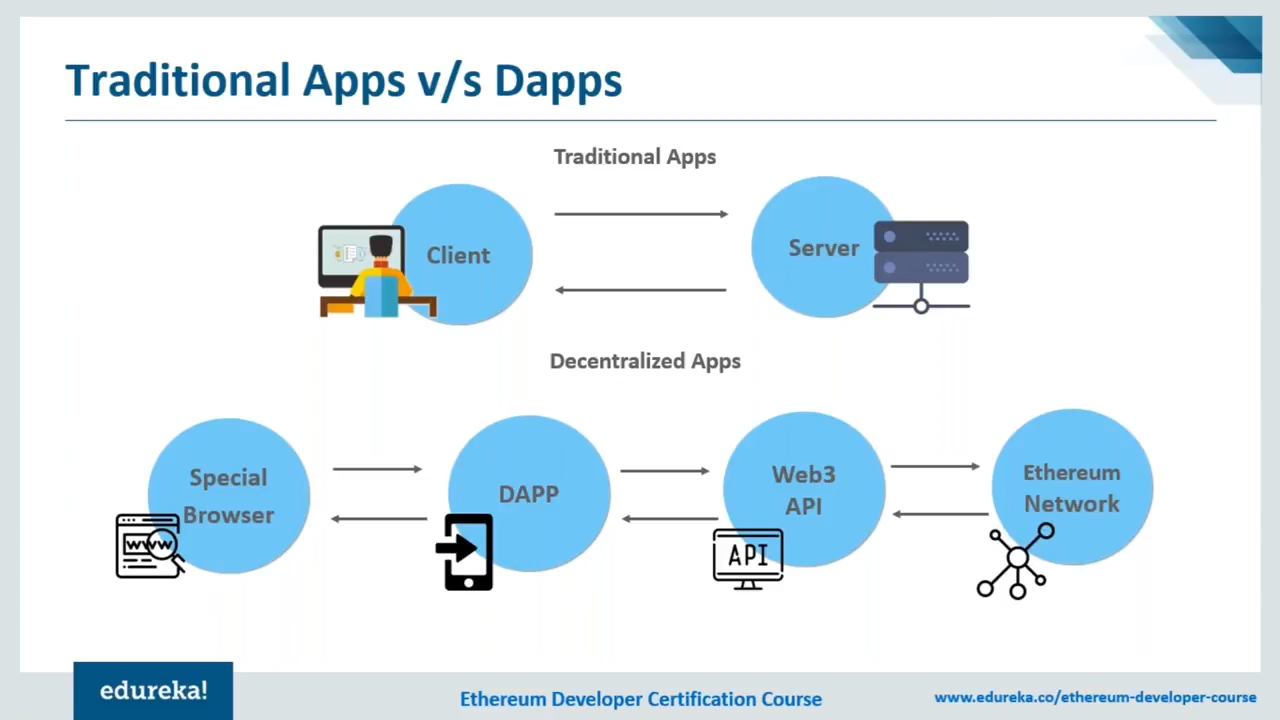 Traditional Apps v/s Dapps
Traditional Apps
Client
Server
Decentralized Apps
Special
Browser
DAPP
Web3
API
Ethereum
Network
www
API
edureka!
Ethereum Developer Certification Course
www.edureka.co/ethereum-developer-course